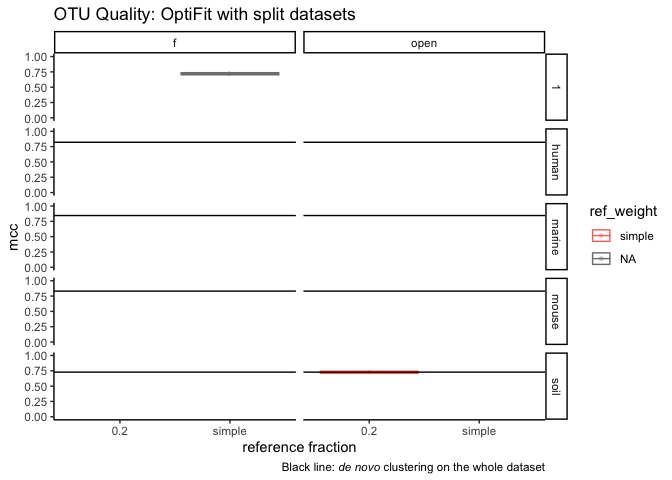 OTU Quality: OptiFit with split datasets
f
open
1.00
0.75
0.50
0.25
0.00
1
1.00
0.75
0.50
0.25
0.00
human
1.00
0.75
0.50
0.25
0.00
marine
1.00
0.75
0.50
0.25
0.00
mouse
1.00
0.75
0.50
0.25
0.00
soil
mcc
0.2
simple
0.2
simple
reference fraction
Black line: de novo clustering on the whole dataset
ref_weight
simple
NA